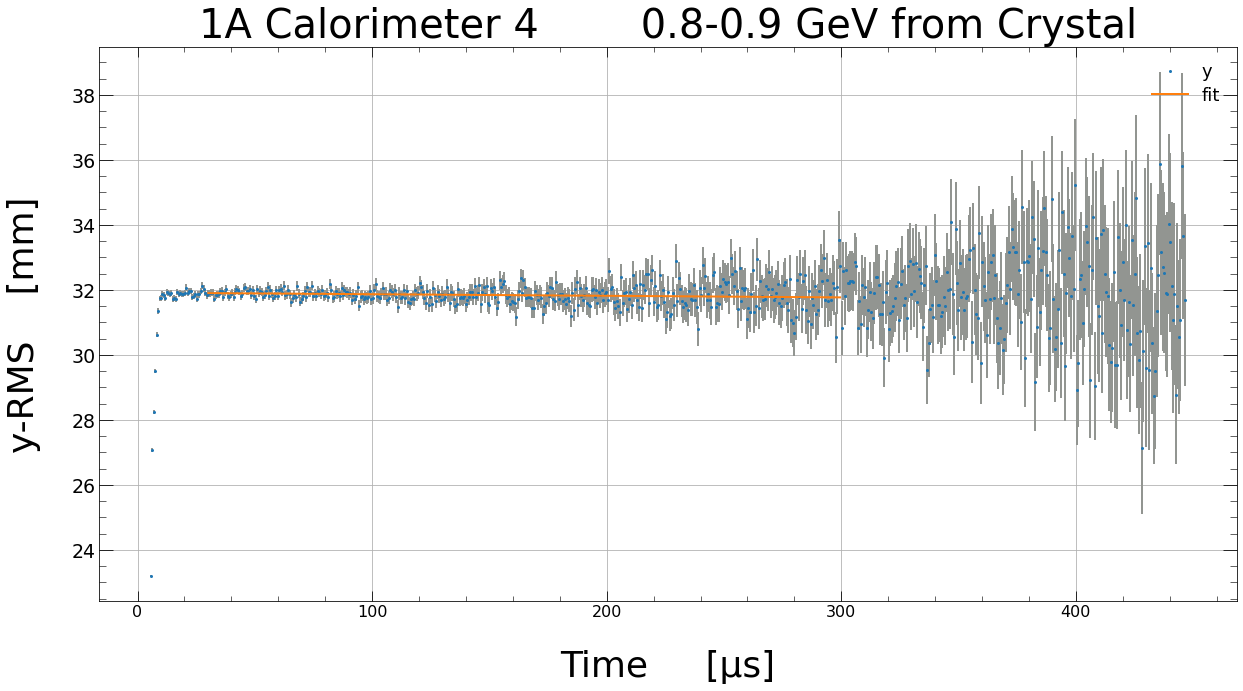 1A Calorimeter 4 0.8-0.9 GeV from Crystal
y
fit
38
36
34
32
30
28
26
24
y-RMS [mm]
0 100 200 300 400
Time [μs]